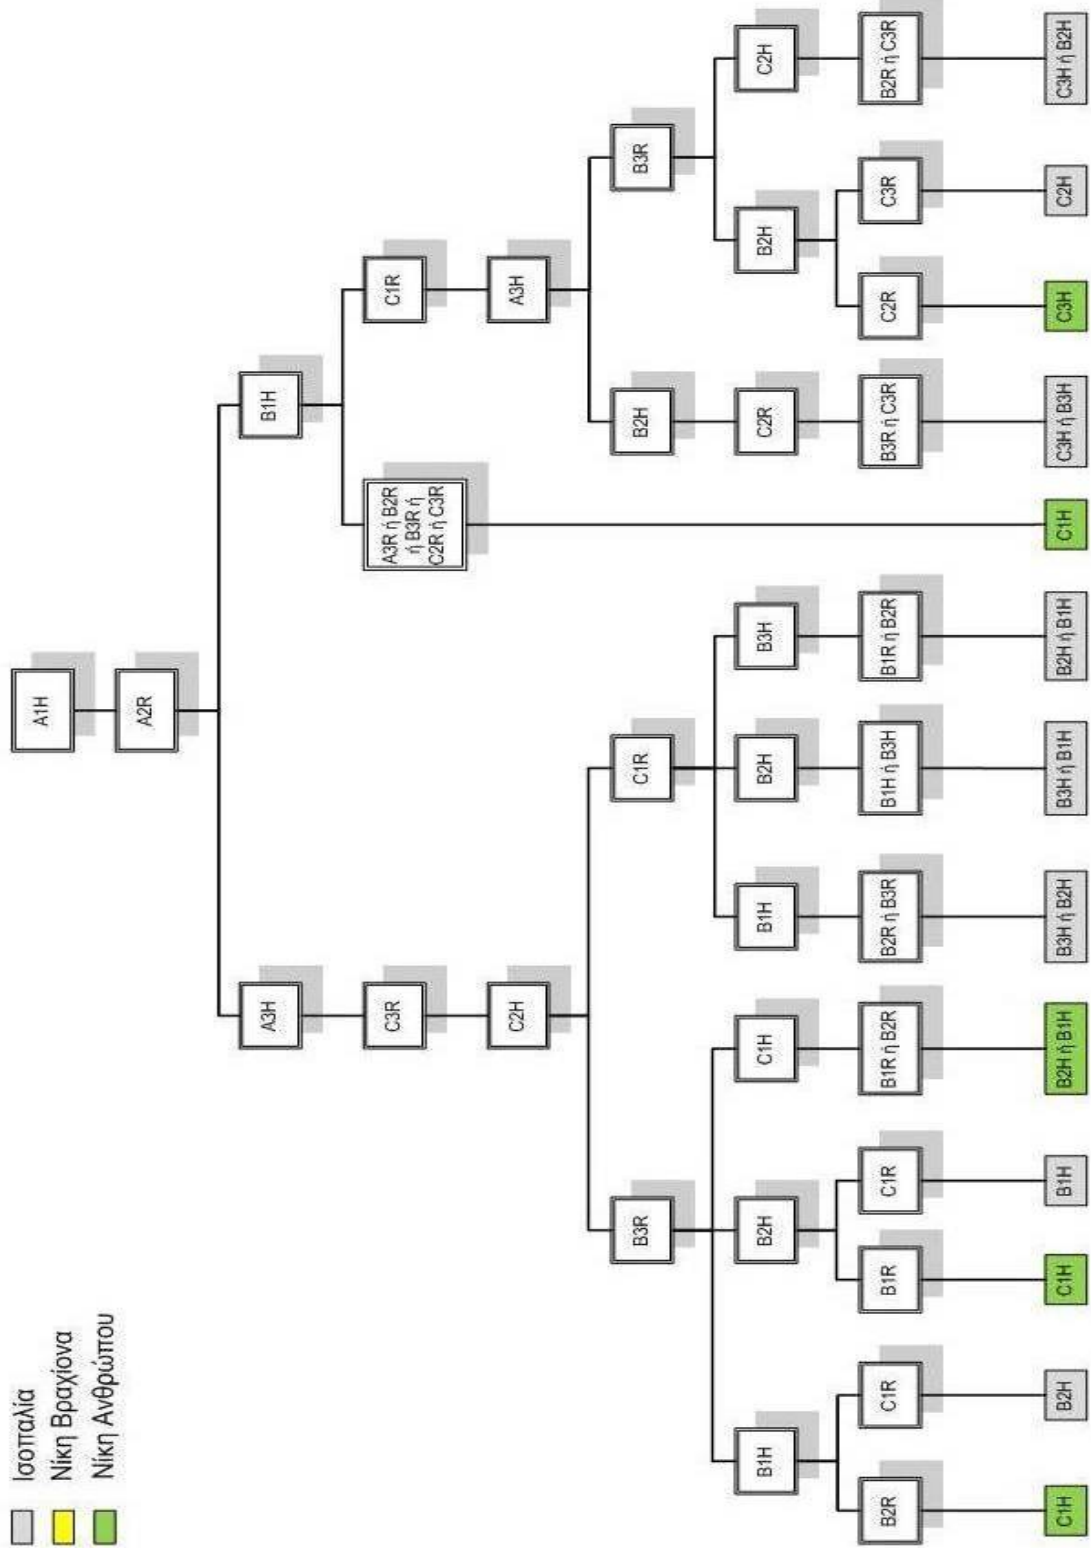 Ισοπαλία
Νίκη Βραχίονα
Νίκη Ανθρώπου
A1H
A2R
A3H
B1H
C3R
A3R ή B2R
ή B3R ή
C2R ή C3R
C1R
C2H
A3H
B3R
C1R
B2H
B3R
B1H
B2H
C1H
B1H
B2H
B3H
C2R
B2H
C2H
B2R
C1R
B1R
C1R
B1R ή B2R
B2R ή B3R
B1H ή B3H
B1R ή B2R
B3R ή C3R
C2R
C3R
B2R ή C3R
C1H
B2H
C1H
B1H
B2H ή B1H
B3H ή B2H
B3H ή B1H
B2H ή B1H
C1H
C3H ή B3H
C3H
C2H
C3H ή B2H